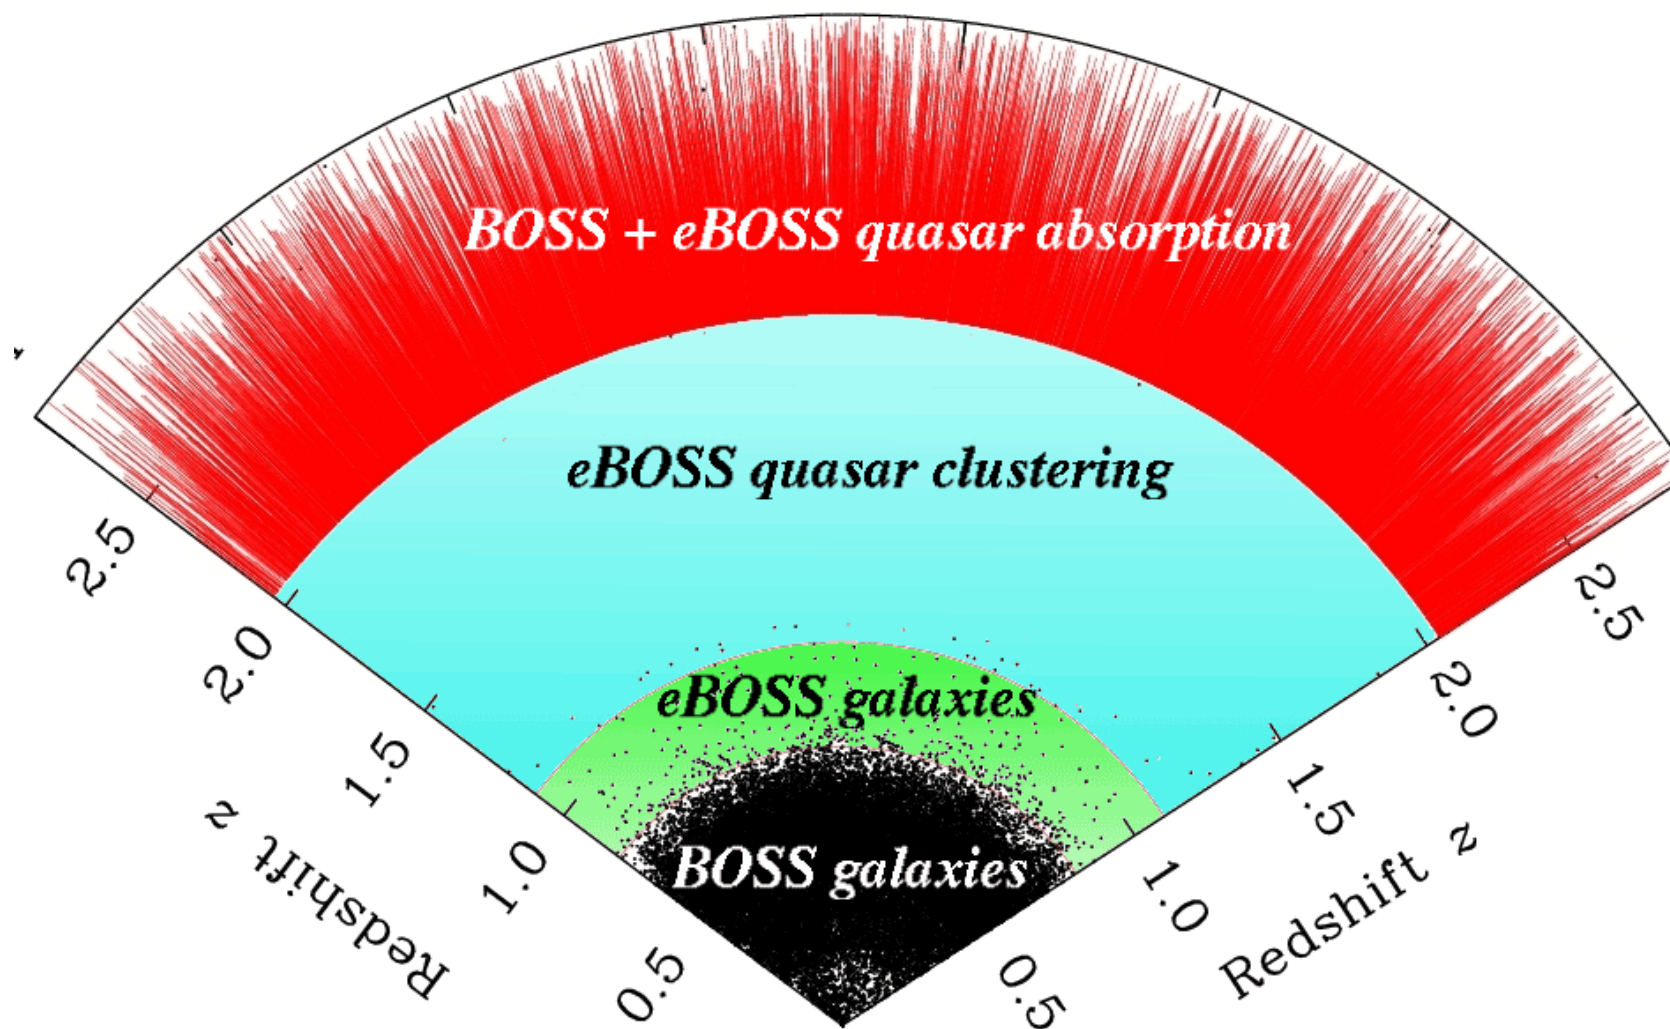 BOSS + eBOSS quasar absorption
eBOSS quasar clustering
eBOSS galaxies
BOSS galaxies
2.5
2.0
1.5
1.0
0.5
Redshift z
0.5
1.0
1.5
2.0
2.5
Redshift z